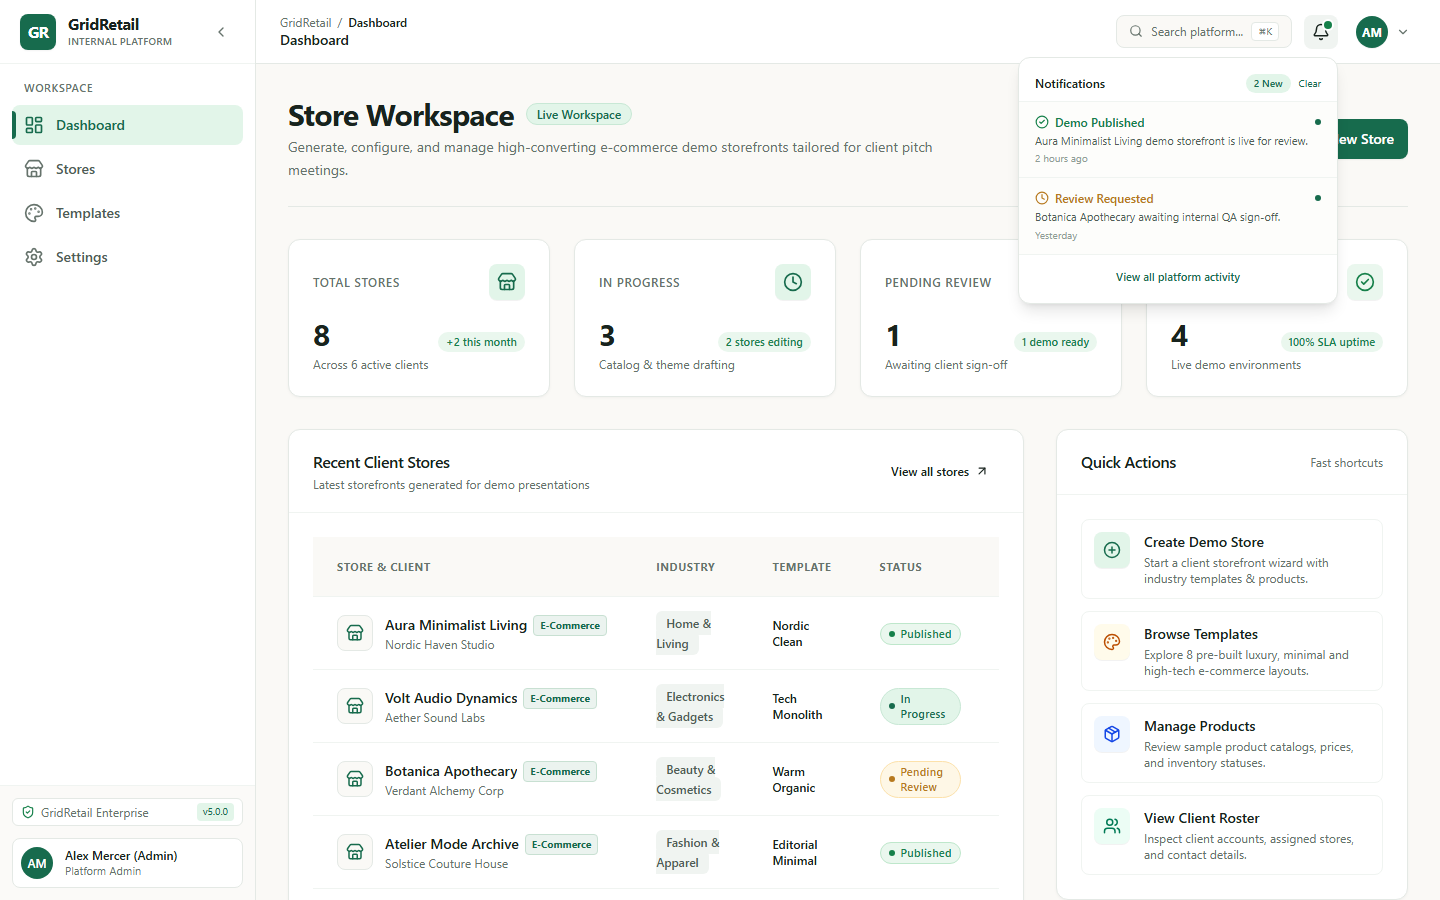 GR
GridRetail
INTERNAL PLATFORM
WORKSPACE
Dashboard
Stores
Templates
Settings
GridRetail Enterprise
v5.0.0
AM
Alex Mercer (Admin)
Platform Admin
GridRetail / Dashboard
Dashboard
Search platform...
⌘K
AM
Store Workspace
Live Workspace
Generate, configure, and manage high-converting e-commerce demo storefronts tailored for client pitch
meetings.
ew Store
Notifications
2 New
Clear
Demo Published
Aura Minimalist Living demo storefront is live for review.
2 hours ago
Review Requested
Botanica Apothecary awaiting internal QA sign-off.
Yesterday
View all platform activity
TOTAL STORES
8
+2 this month
Across 6 active clients
IN PROGRESS
3
2 stores editing
Catalog & theme drafting
PENDING REVIEW
1
1 demo ready
Awaiting client sign-off
4
100% SLA uptime
Live demo environments
Recent Client Stores
Latest storefronts generated for demo presentations
View all stores
STORE & CLIENT
INDUSTRY
TEMPLATE
STATUS
Aura Minimalist Living
E-Commerce
Nordic Haven Studio
Home &
Living
Nordic
Clean
Published
Volt Audio Dynamics
E-Commerce
Aether Sound Labs
Electronics
& Gadgets
Tech
Monolith
In
Progress
Botanica Apothecary
E-Commerce
Verdant Alchemy Corp
Beauty &
Cosmetics
Warm
Organic
Pending
Review
Atelier Mode Archive
E-Commerce
Solstice Couture House
Fashion &
Apparel
Editorial
Minimal
Published
Quick Actions
Fast shortcuts
Create Demo Store
Start a client storefront wizard with
industry templates & products.
Browse Templates
Explore 8 pre-built luxury, minimal and
high-tech e-commerce layouts.
Manage Products
Review sample product catalogs, prices,
and inventory statuses.
View Client Roster
Inspect client accounts, assigned stores,
and contact details.